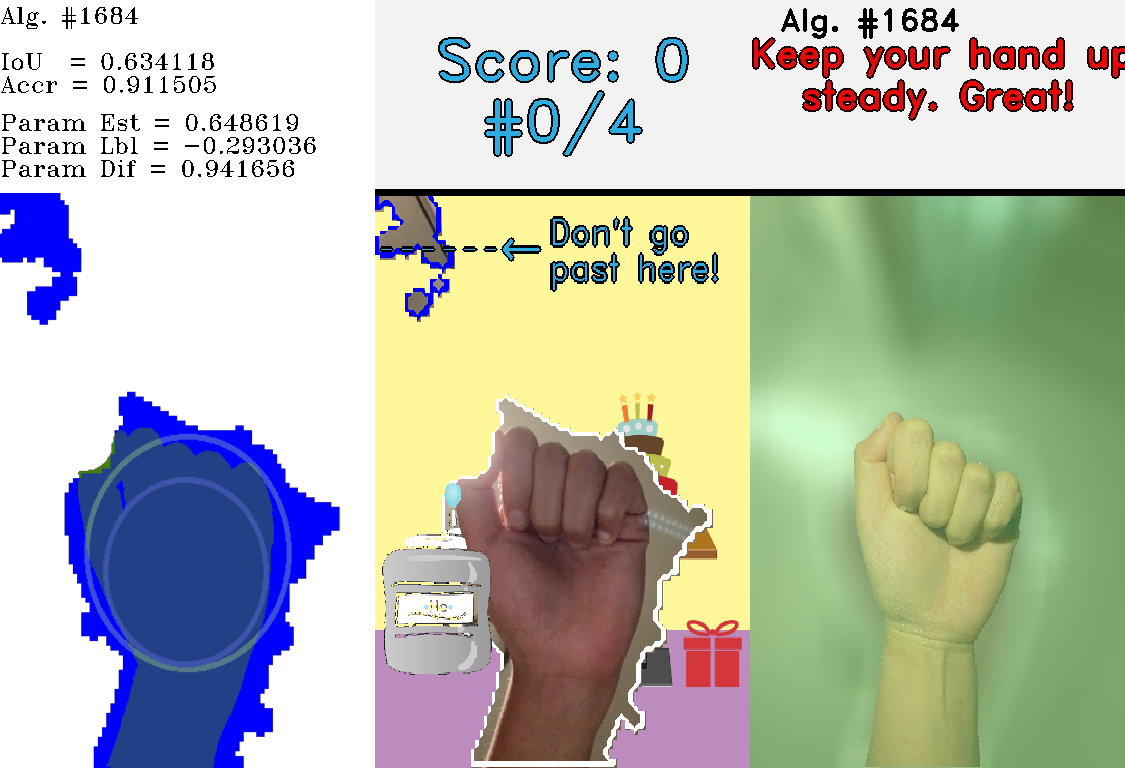 Alg. #1684
IoU = 0.634118
Accr = 0.911505
Param Est = 0.648619
Param Lbl = −0.293036
Param Dif = 0.941656
Score: 0
#0/4
Alg. #1684
Keep your hand up
steady. Great!
Don't go
past here!